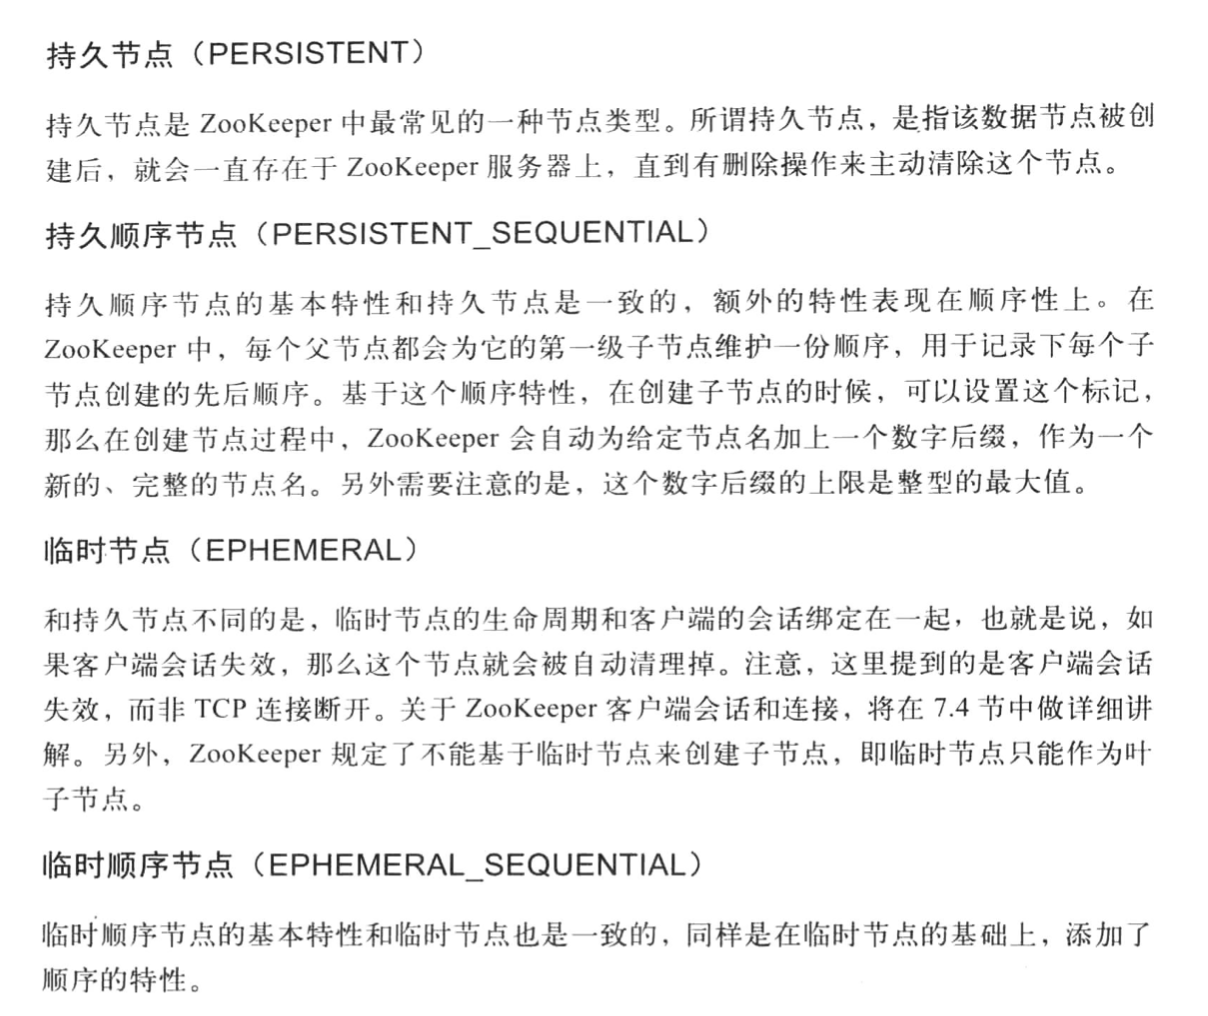 持久节点（PERSISTENT）
持久节点是 ZooKeeper 中最常见的一种节点类型。所谓持久节点，是指该数据节点被创
建后，就会一直存在于 ZooKeeper 服务器上，直到有删除操作来主动清除这个节点。
持久顺序节点（PERSISTENT_SEQUENTIAL）
持久顺序节点的基本特性和持久节点是一致的，额外的特性表现在顺序性上。在
ZooKeeper 中，每个父节点都会为它的第一级子节点维护一份顺序，用于记录下每个子
节点创建的先后顺序。基于这个顺序特性，在创建子节点的时候，可以设置这个标记，
那么在创建节点过程中，ZooKeeper 会自动为给定节点名加上一个数字后缀，作为一个
新的、完整的节点名。另外需要注意的是，这个数字后缀的上限是整型的最大值。
临时节点（EPHEMERAL）
和持久节点不同的是，临时节点的生命周期和客户端的会话绑定在一起，也就是说，如
果客户端会话失效，那么这个节点就会被自动清理掉。注意，这里提到的是客户端会话
失效，而非 TCP 连接断开。关于 ZooKeeper 客户端会话和连接，将在 7.4 节中做详细讲
解。另外，ZooKeeper 规定了不能基于临时节点来创建子节点，即临时节点只能作为叶
子节点。
临时顺序节点（EPHEMERAL_SEQUENTIAL）
临时顺序节点的基本特性和临时节点也是一致的，同样是在临时节点的基础上，添加了
顺序的特性。